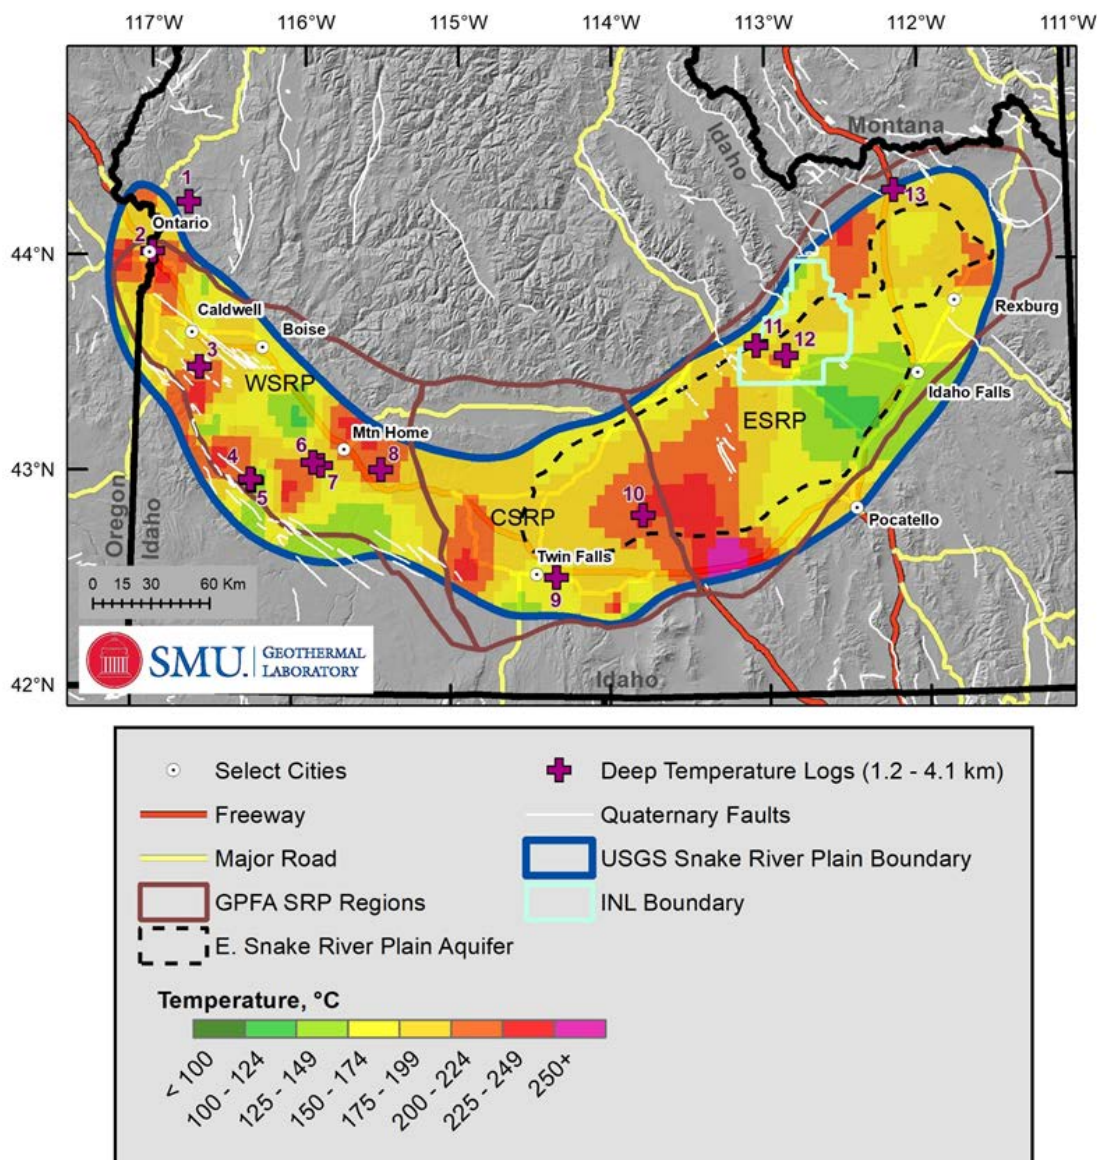 117°W 116°W 115°W 114°W 113°W 112°W 111°W
Montana
Idaho
1
13
2
Ontario
44°N
Caldwell
Boise
Rexburg
11
12
3
WSRP
Idaho Falls
Mtn Home
ESRP
4
6
8
43°N
5
7
10
CSRP
Pocatello
Oregon
Idaho
Twin Falls
9
0 15 30 60 Km
SMU. GEOTHERMAL
LABORATORY
Idaho
42°N
Select Cities
Deep Temperature Logs (1.2 - 4.1 km)
Freeway
Quaternary Faults
Major Road
USGS Snake River Plain Boundary
GPFA SRP Regions
INL Boundary
E. Snake River Plain Aquifer
Temperature, °C
< 100
100 - 124
125 - 149
150 - 174
175 - 199
200 - 224
225 - 249
250+